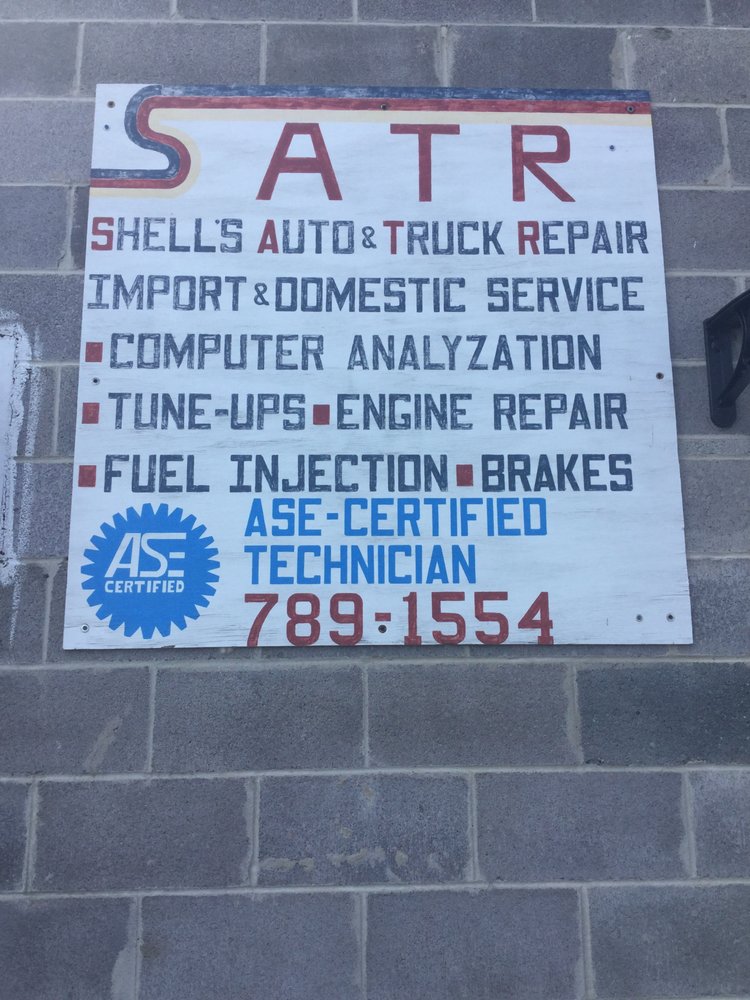 SATR
SHELL'S AUTO & TRUCK REPAIR
IMPORT & DOMESTIC SERVICE
▪ COMPUTER ANALYZATION
▪ TUNE-UPS ▪ ENGINE REPAIR
▪ FUEL INJECTION ▪ BRAKES
ASE CERTIFIED
ASE-CERTIFIED
TECHNICIAN
789-1554